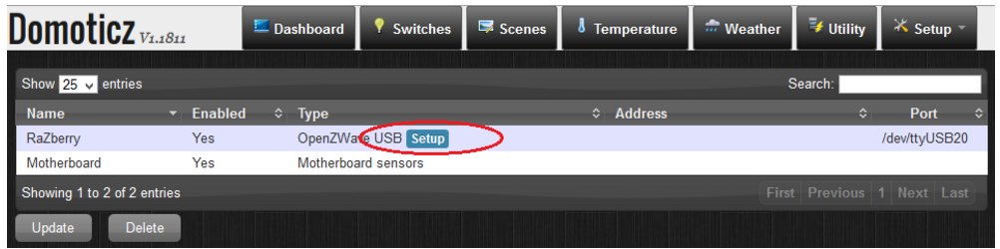 Domoticz V1.1811 Dashboard Switches Scenes Temperature Weather Utility Setup
Show 25 entries Search:
Name Enabled Type Address Port
RaZberry Yes OpenZWave USB Setup /dev/ttyUSB20
Motherboard Yes Motherboard sensors
Showing 1 to 2 of 2 entries First Previous 1 Next Last
Update Delete